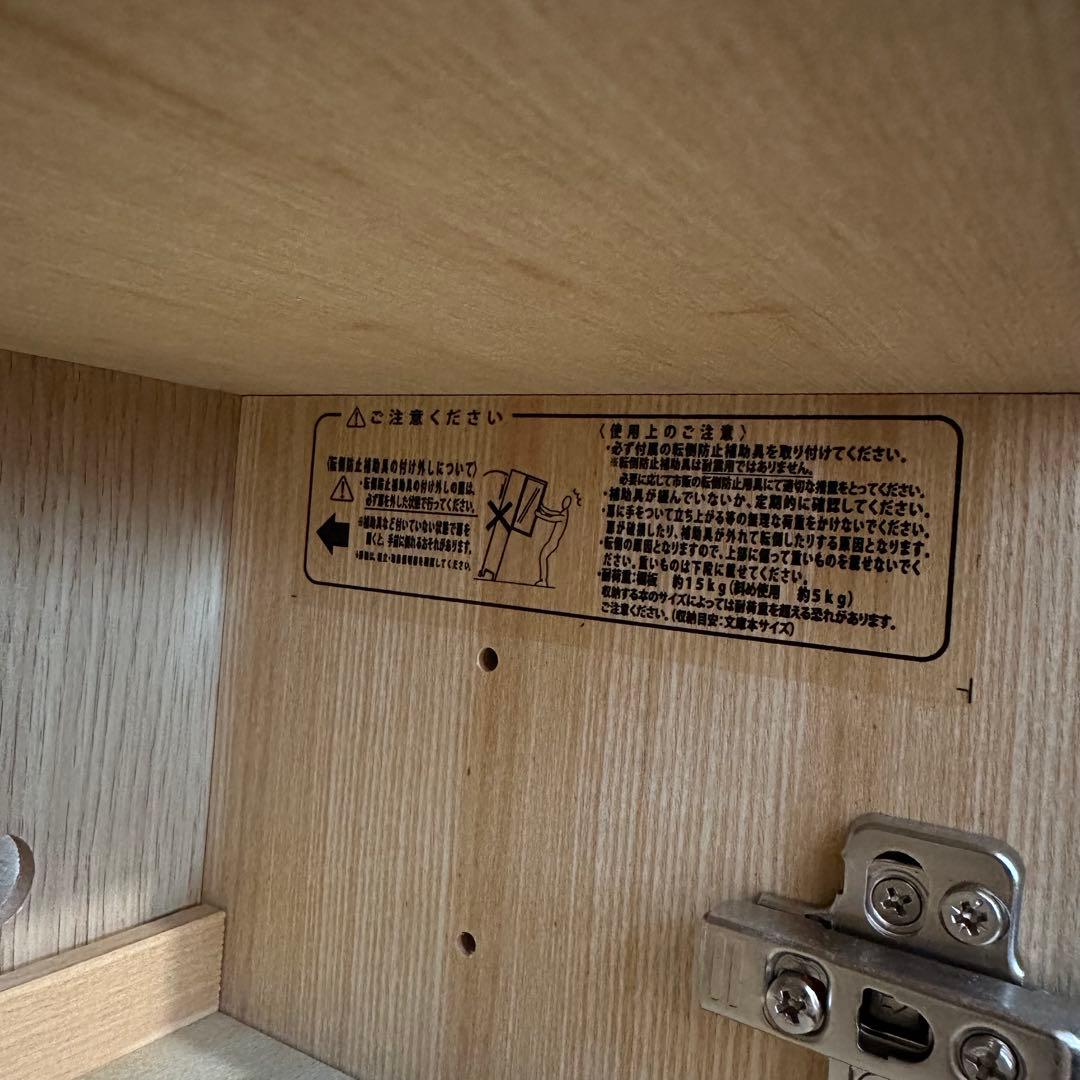 ⚠ご注意ください
〈転倒防止補助具の付け外しについて〉
・転倒防止補助具の付け外しの際は、
必ず扉を外した状態で行ってください。
※補助具など付いていない状態で扉を
開くと、手前に倒れるおそれがあります。
〈使用上のご注意〉
・必ず付属の転倒防止補助具を取り付けてください。
※転倒防止補助具は耐震用ではありません。
必要に応じて市販の転倒防止用具にて適切な措置をとってください。
・補助具が緩んでいないか、定期的に確認してください。
・扉に手をついて立ち上がる等の無理な荷重をかけないでください。
扉が破損したり、補助具が外れて転倒したりする原因となります。
・転倒の原因となりますので、上部に偏って重いものを載せないでく
ださい。重いものは下段に載せてください。
・耐荷重：棚板 約15kg（斜め使用 約5kg）
収納する本のサイズによっては耐荷重を超える恐れがあります。
ご注意ください。（収納目安：文庫本サイズ）